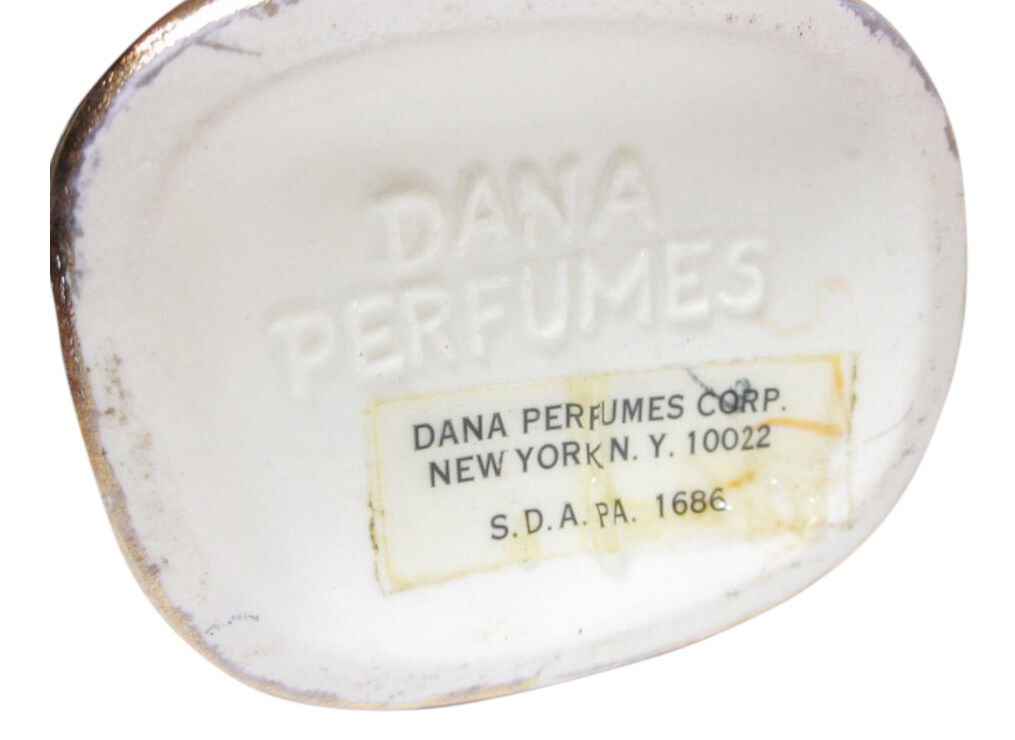 DANA
PERFUMES
DANA PERFUMES CORP.
NEW YORK N. Y. 10022
S.D.A. PA. 1686